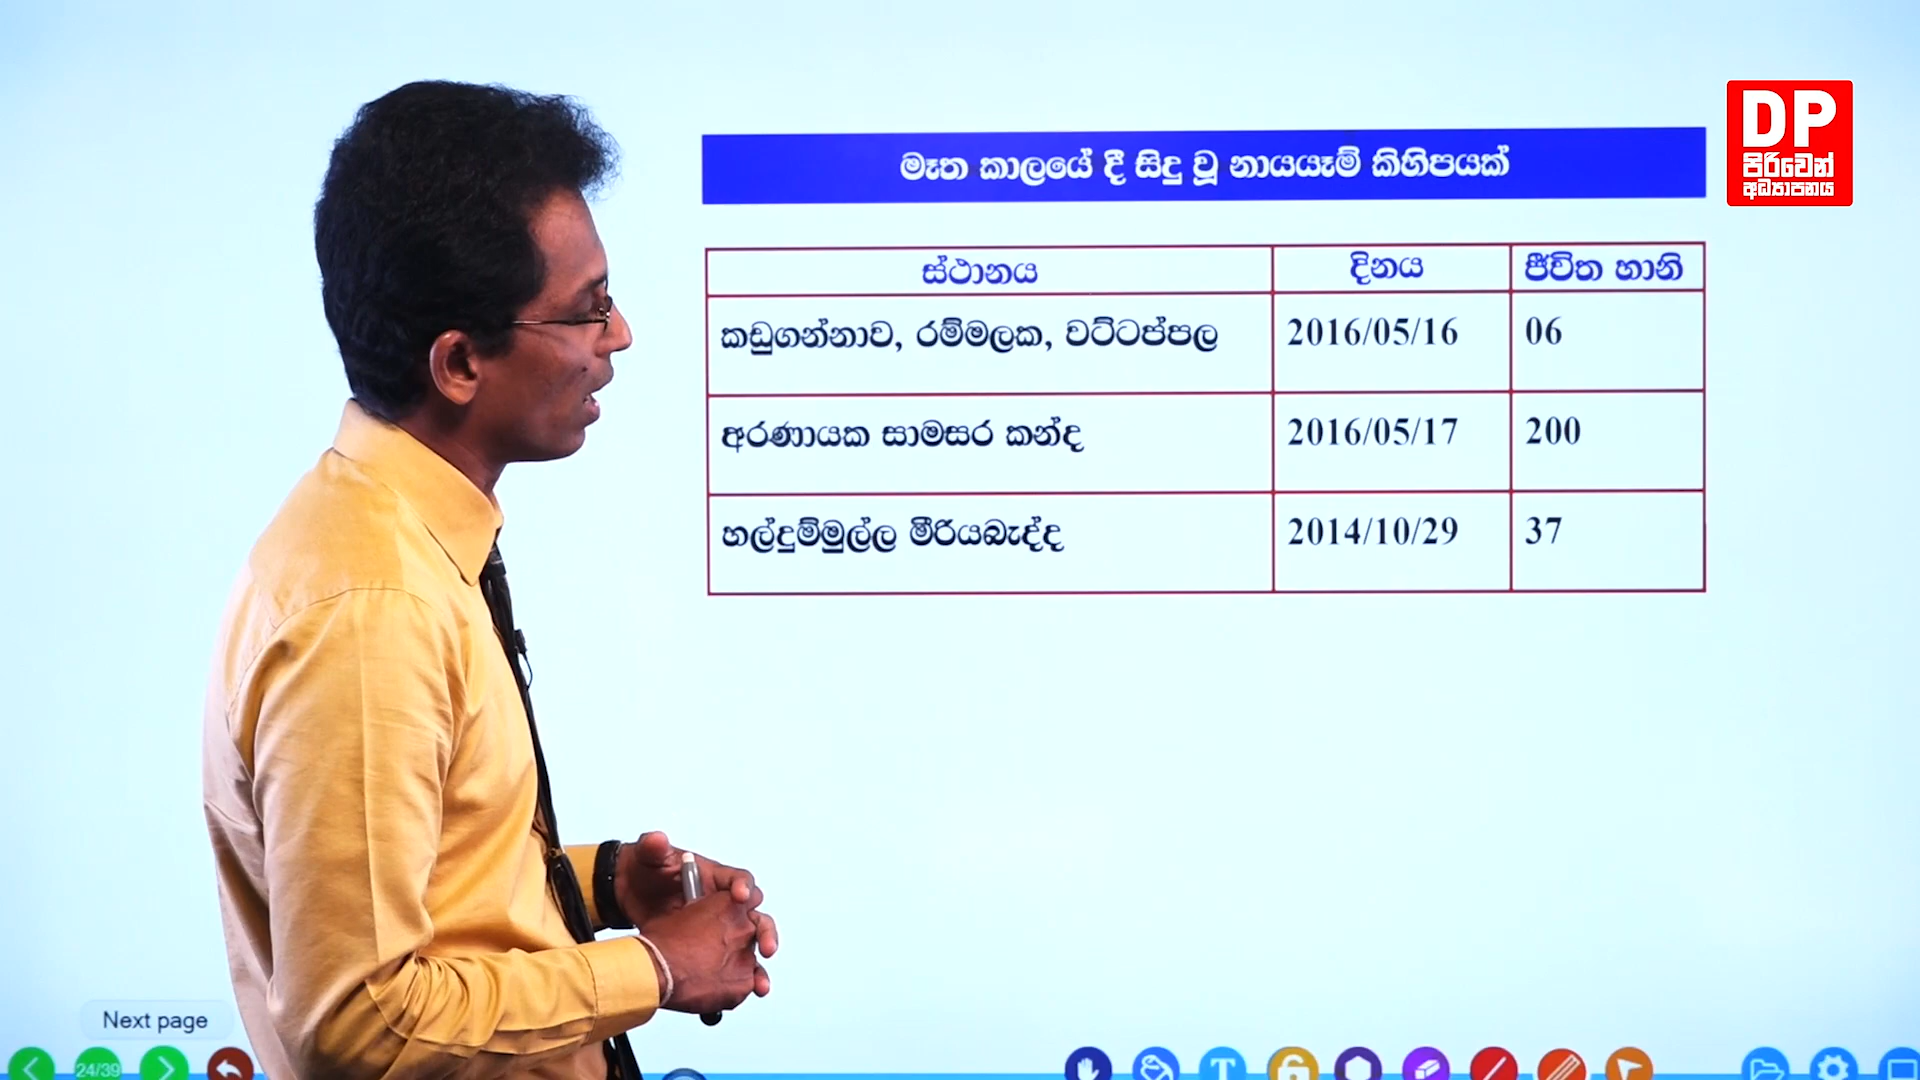 DP
පිරිවෙන්
අධ්‍යාපනය
මෑත කාලයේ දී සිදු වූ නායයෑම් කිහිපයක්
ස්ථානය දිනය ජීවිත හානි
කඩුගන්නාව, රම්මලක, වට්ටප්පල 2016/05/16 06
අරණායක සාමසර කන්ද 2016/05/17 200
හල්දුම්මුල්ල මීරියබැද්ද 2014/10/29 37
Next page
24/39
T